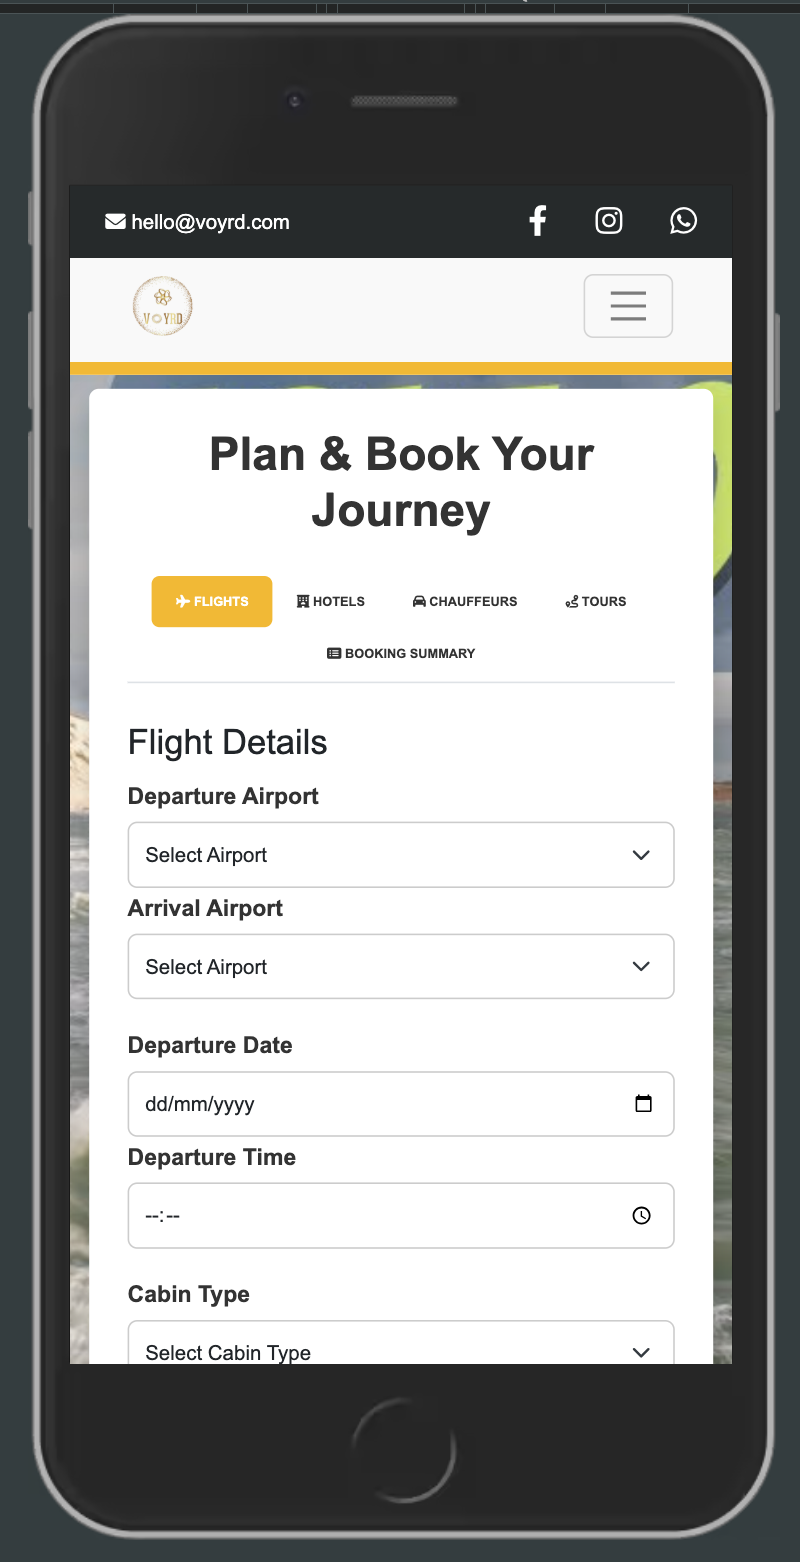 hello@voyrd.com
VOYRD
Plan & Book Your
Journey
FLIGHTS HOTELS CHAUFFEURS TOURS
BOOKING SUMMARY
Flight Details
Departure Airport
Select Airport
Arrival Airport
Select Airport
Departure Date
dd/mm/yyyy
Departure Time
--:--
Cabin Type
Select Cabin Type